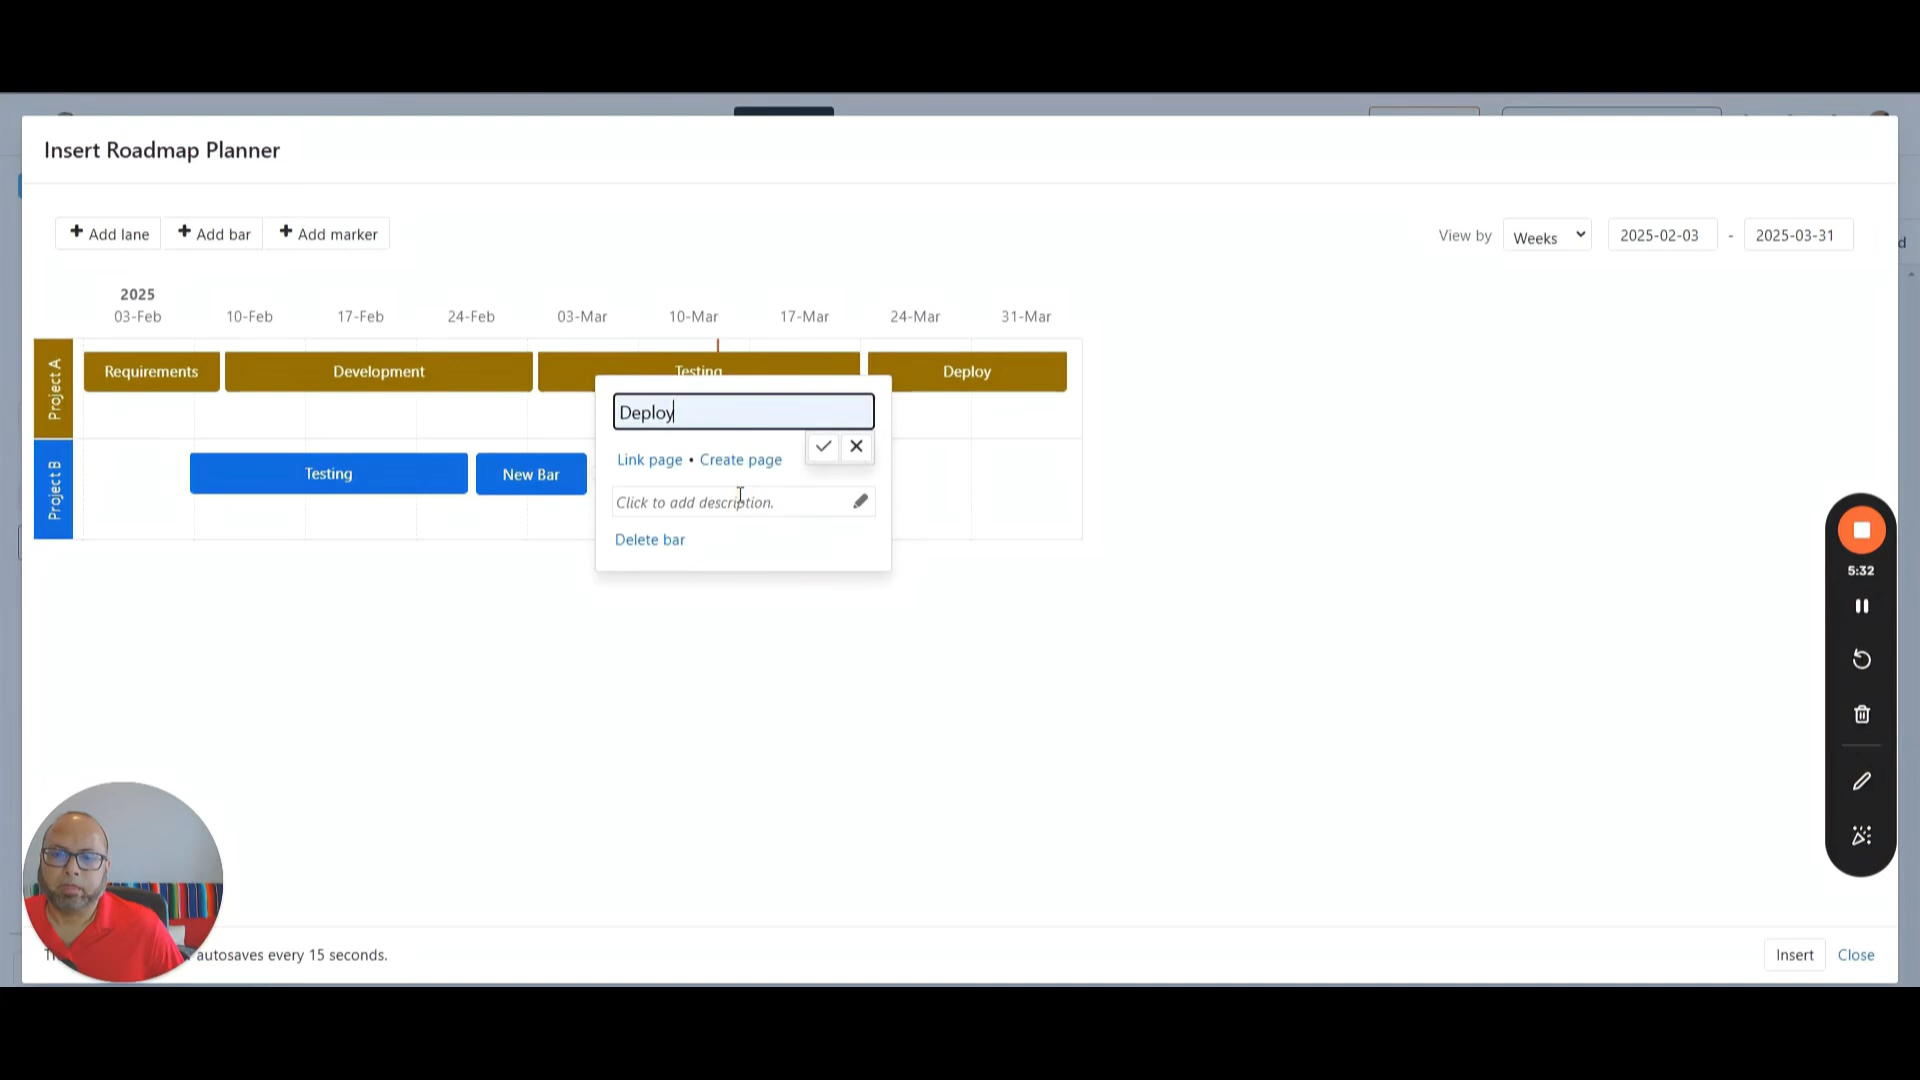 Insert Roadmap Planner
Add lane
Add bar
Add marker
View by
Weeks
2025-02-03
-
2025-03-31
d
2025
03-Feb
10-Feb
17-Feb
24-Feb
03-Mar
10-Mar
17-Mar
24-Mar
31-Mar
Project A
Requirements
Development
Testing
Deploy
Deploy
Link page • Create page
Click to add description.
Delete bar
Project B
Testing
New Bar
5:32
autosaves every 15 seconds.
Insert
Close